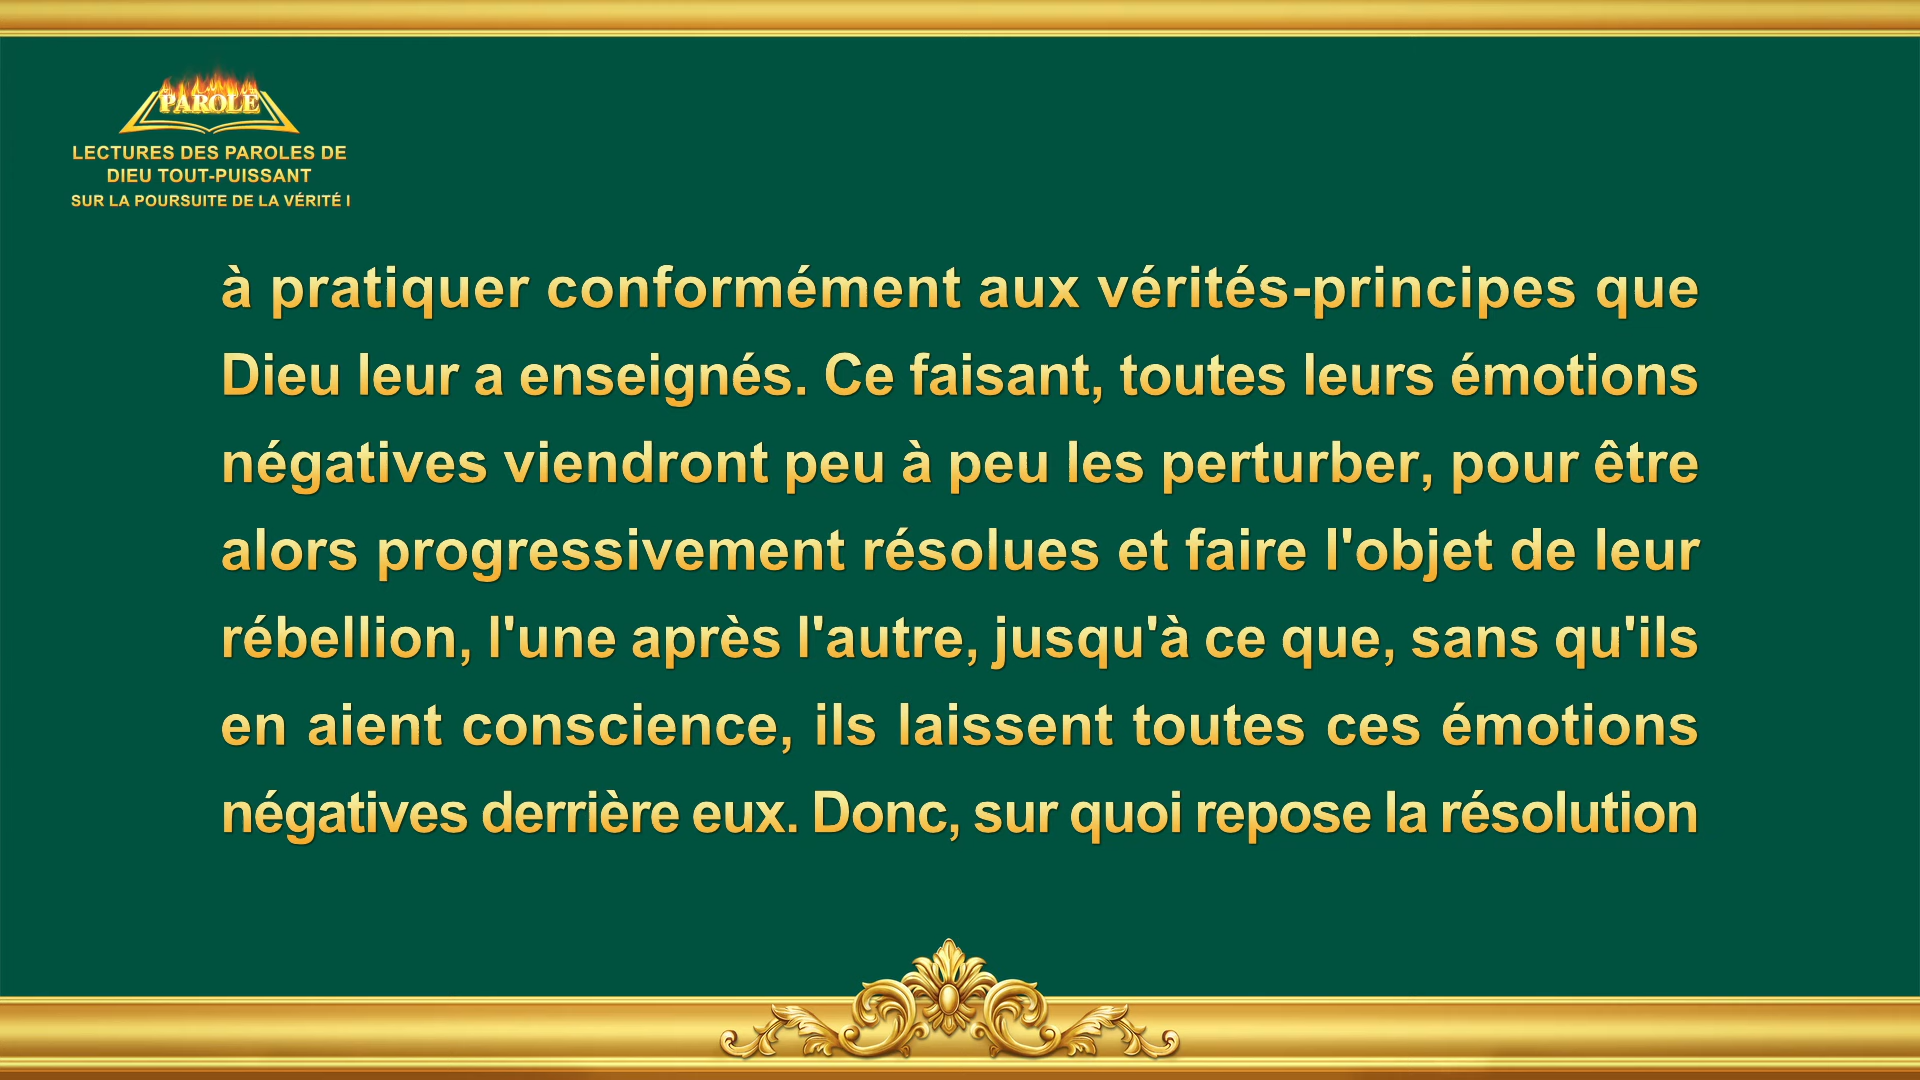 PAROLE
LECTURES DES PAROLES DE
DIEU TOUT-PUISSANT
SUR LA POURSUITE DE LA VÉRITÉ I
à pratiquer conformément aux vérités-principes que
Dieu leur a enseignés. Ce faisant, toutes leurs émotions
négatives viendront peu à peu les perturber, pour être
alors progressivement résolues et faire l'objet de leur
rébellion, l'une après l'autre, jusqu'à ce que, sans qu'ils
en aient conscience, ils laissent toutes ces émotions
négatives derrière eux. Donc, sur quoi repose la résolution